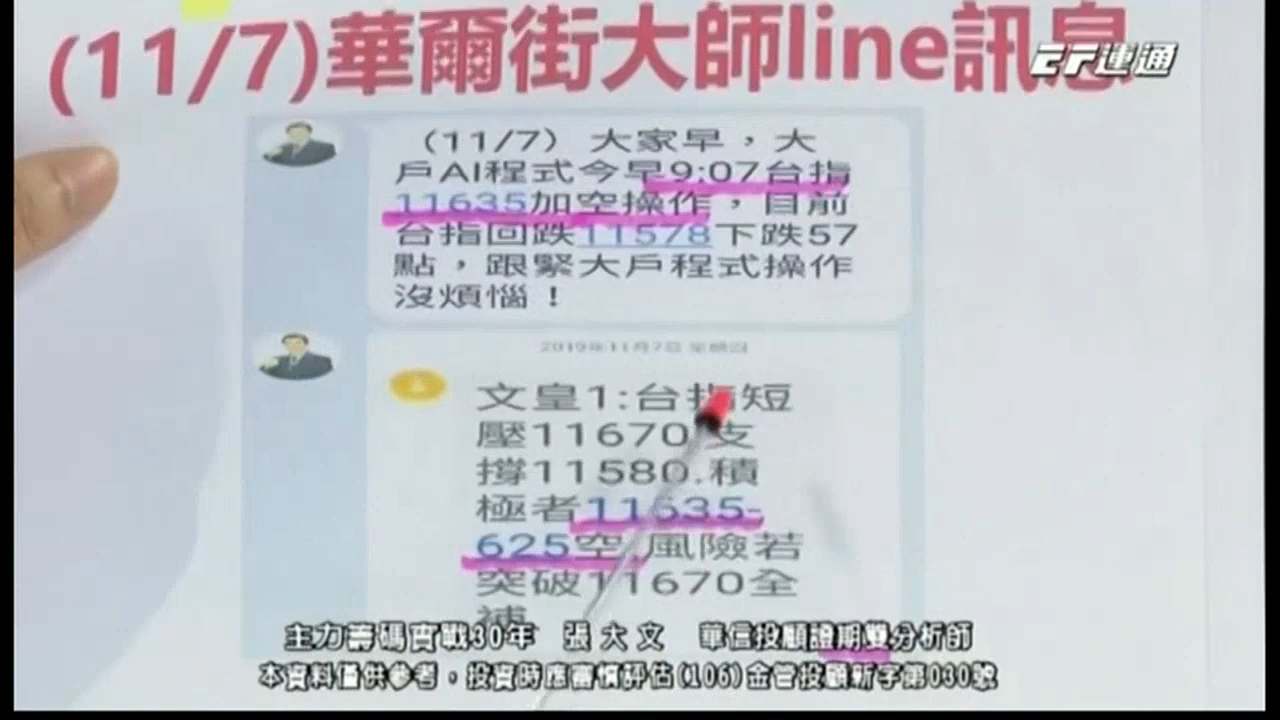 (11/7)華爾街大師line訊息
運通
(11/7) 大家早,大
戶AI程式今早9:07台指
11635加空操作,目前
台指回跌11578下跌57
點,跟緊大戶程式操作
沒煩惱!
2019年11月7日 星期四
文皇1:台指短
壓11670.支
撐11580.積
極者11635-
625空.風險若
突破11670全
補
主力籌碼實戰30年 張大文 華信投顧證期雙分析師
本資料僅供參考,投資時應審慎評估(106)金管投顧新字第030號